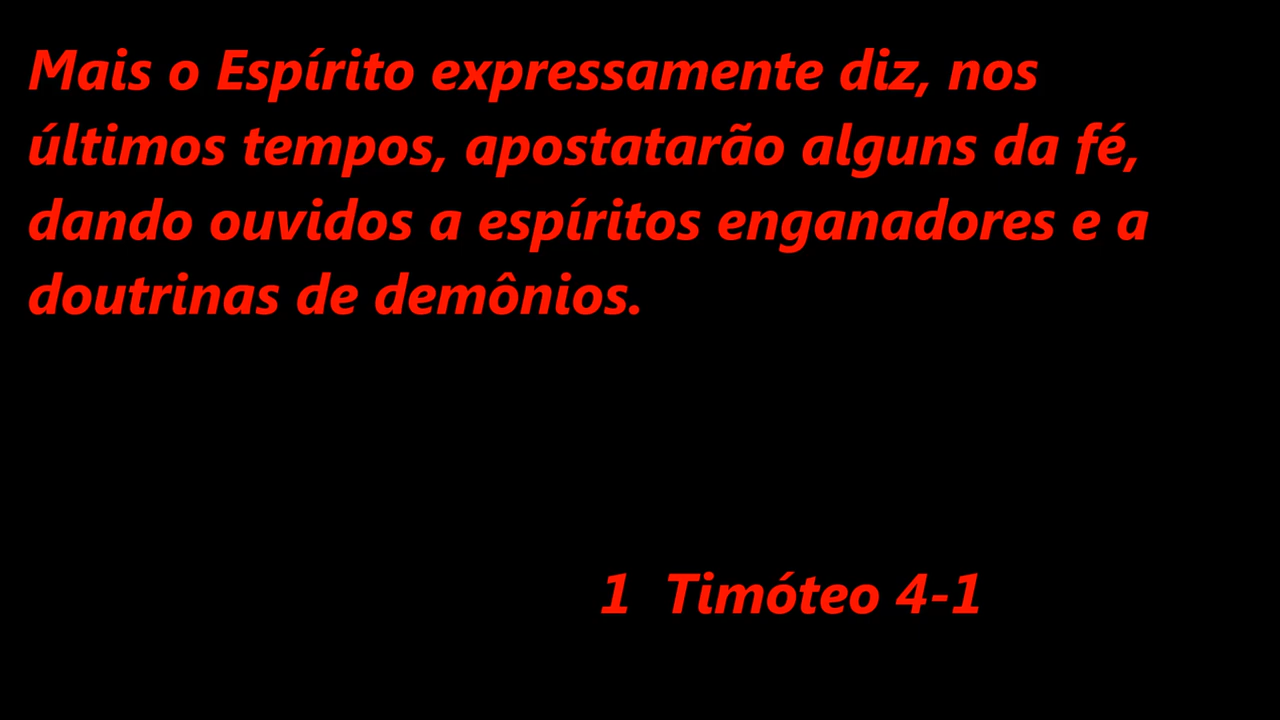 Mais o Espírito expressamente diz, nos
últimos tempos, apostatarão alguns da fé,
dando ouvidos a espíritos enganadores e a
doutrinas de demônios.
1 Timóteo 4-1